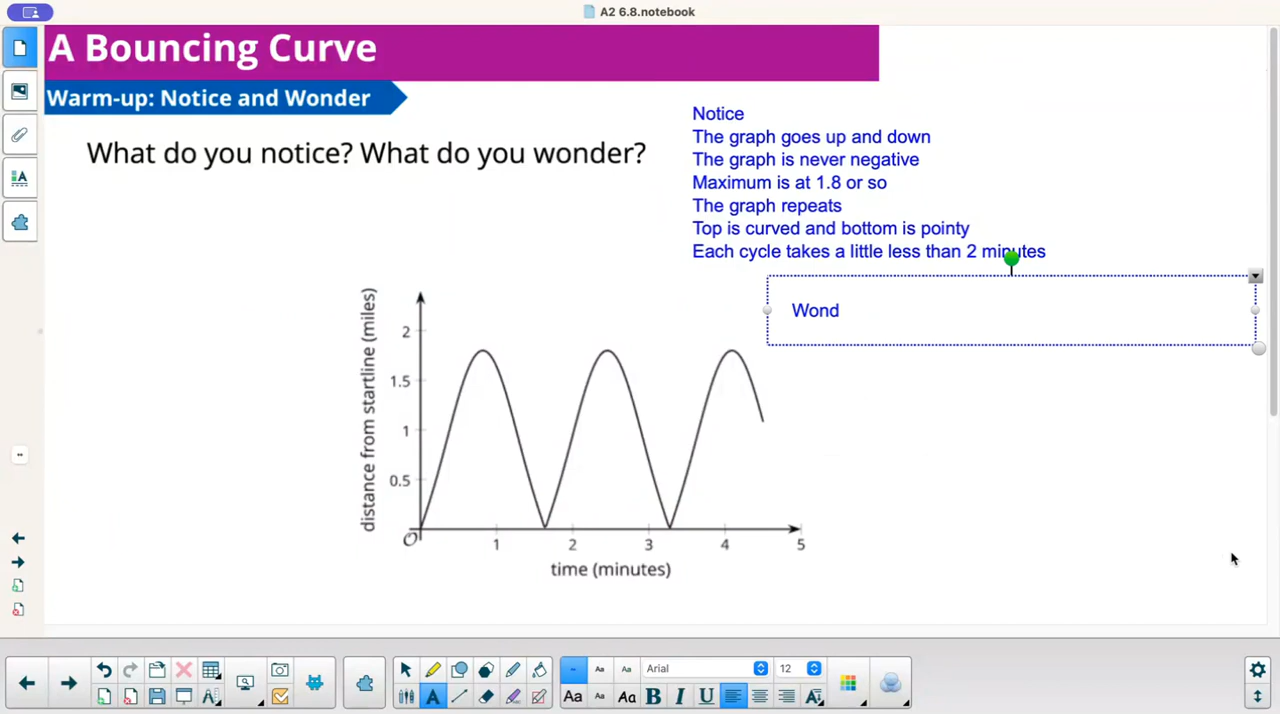 A2 6.8.notebook
A Bouncing Curve
Warm-up: Notice and Wonder
What do you notice? What do you wonder?
Notice
The graph goes up and down
The graph is never negative
Maximum is at 1.8 or so
The graph repeats
Top is curved and bottom is pointy
Each cycle takes a little less than 2 minutes
Wond
distance from startline (miles)
2
1.5
1
0.5
O
1 2 3 4 5
time (minutes)
Arial
12